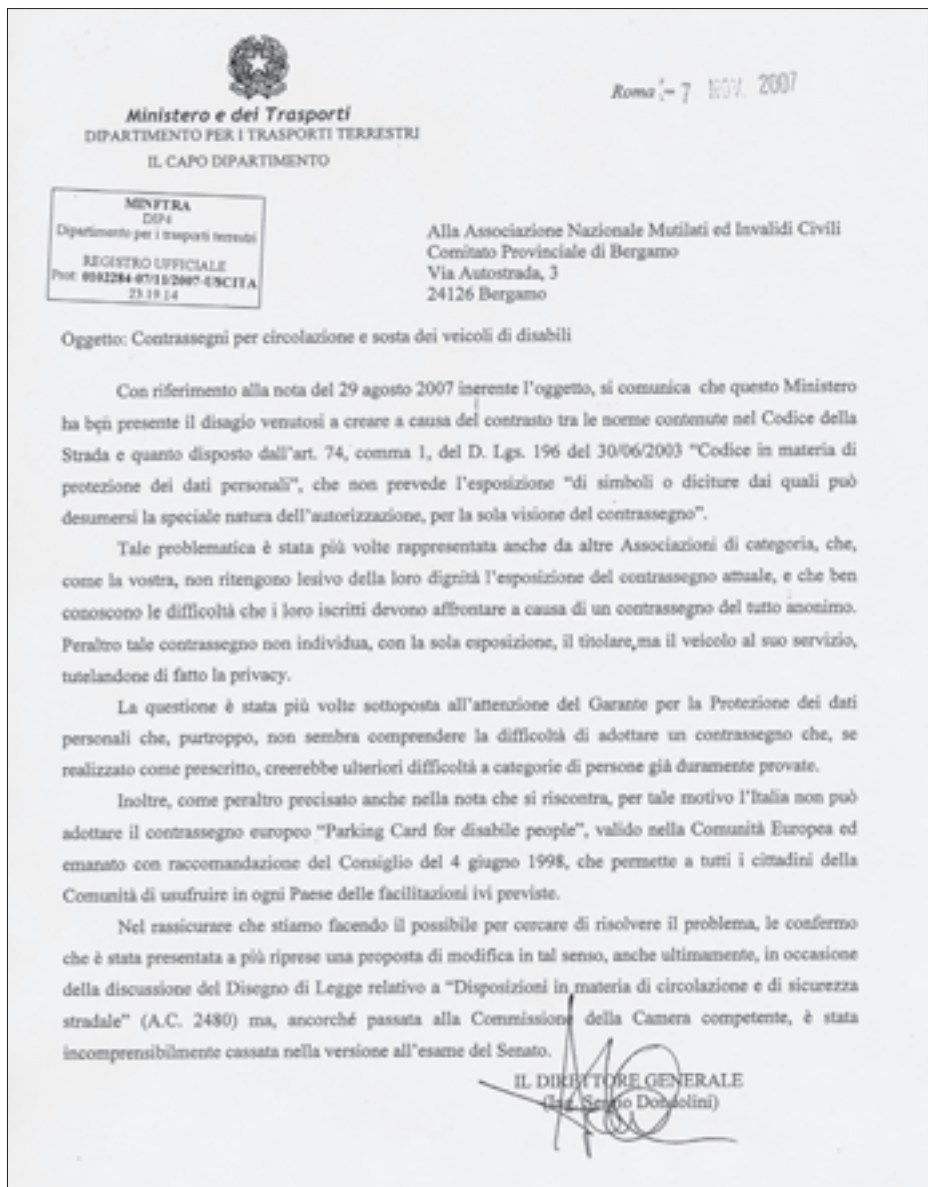 Roma - 7 NOV. 2007
Ministero e dei Trasporti
DIPARTIMENTO PER I TRASPORTI TERRESTRI
IL CAPO DIPARTIMENTO
MINFTRA
DIP4
Dipartimento per i trasporti terrestri
REGISTRO UFFICIALE
Prot: 0102284-07/11/2007-USCITA
23.19.14
Alla Associazione Nazionale Mutilati ed Invalidi Civili
Comitato Provinciale di Bergamo
Via Autostrada, 3
24126 Bergamo
Oggetto: Contrassegni per circolazione e sosta dei veicoli di disabili
Con riferimento alla nota del 29 agosto 2007 inerente l'oggetto, si comunica che questo Ministero
ha ben presente il disagio venutosi a creare a causa del contrasto tra le norme contenute nel Codice della
Strada e quanto disposto dall'art. 74, comma 1, del D. Lgs. 196 del 30/06/2003 “Codice in materia di
protezione dei dati personali”, che non prevede l'esposizione “di simboli o diciture dai quali può
desumersi la speciale natura dell'autorizzazione, per la sola visione del contrassegno”.
Tale problematica è stata più volte rappresentata anche da altre Associazioni di categoria, che,
come la vostra, non ritengono lesivo della loro dignità l'esposizione del contrassegno attuale, e che ben
conoscono le difficoltà che i loro iscritti devono affrontare a causa di un contrassegno del tutto anonimo.
Peraltro tale contrassegno non individua, con la sola esposizione, il titolare,ma il veicolo al suo servizio,
tutelandone di fatto la privacy.
La questione è stata più volte sottoposta all'attenzione del Garante per la Protezione dei dati
personali che, purtroppo, non sembra comprendere la difficoltà di adottare un contrassegno che, se
realizzato come prescritto, creerebbe ulteriori difficoltà a categorie di persone già duramente provate.
Inoltre, come peraltro precisato anche nella nota che si riscontra, per tale motivo l'Italia non può
adottare il contrassegno europeo “Parking Card for disabile people”, valido nella Comunità Europea ed
emanato con raccomandazione del Consiglio del 4 giugno 1998, che permette a tutti i cittadini della
Comunità di usufruire in ogni Paese delle facilitazioni ivi previste.
Nel rassicurare che stiamo facendo il possibile per cercare di risolvere il problema, le confermo
che è stata presentata a più riprese una proposta di modifica in tal senso, anche ultimamente, in occasione
della discussione del Disegno di Legge relativo a “Disposizioni in materia di circolazione e di sicurezza
stradale” (A.C. 2480) ma, ancorché passata alla Commissione della Camera competente, è stata
incomprensibilmente cassata nella versione all'esame del Senato.
IL DIRETTORE GENERALE
(Ing. Sergio Dondolini)